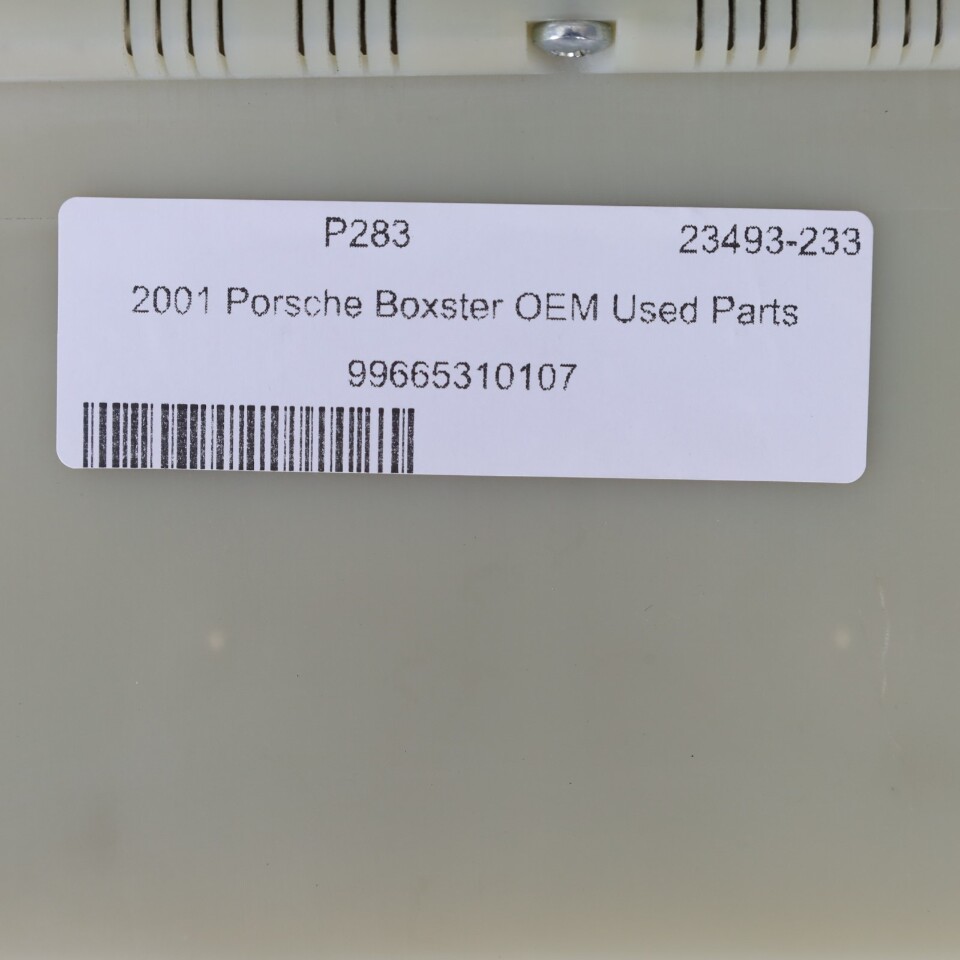 P283 23493-233
2001 Porsche Boxster OEM Used Parts
99665310107